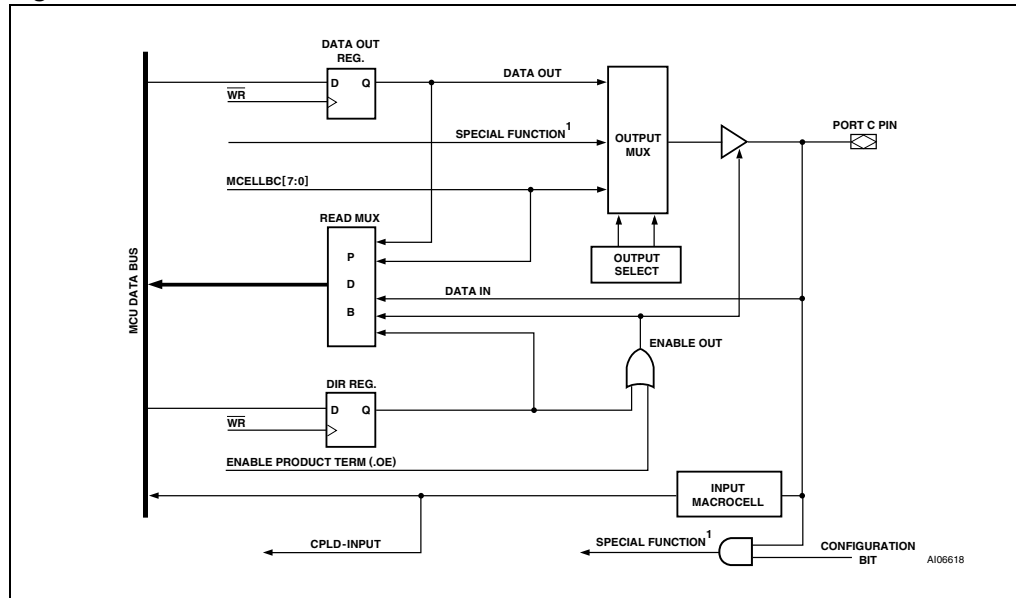 DATA OUT
REG.
D Q
WR
DATA OUT
SPECIAL FUNCTION1
OUTPUT
MUX
PORT C PIN
MCELLBC[7:0]
READ MUX
P
D
B
OUTPUT
SELECT
MCU DATA BUS
DATA IN
ENABLE OUT
DIR REG.
D Q
WR
ENABLE PRODUCT TERM (.OE)
INPUT
MACROCELL
CPLD-INPUT
SPECIAL FUNCTION1
CONFIGURATION
BIT
AI06618